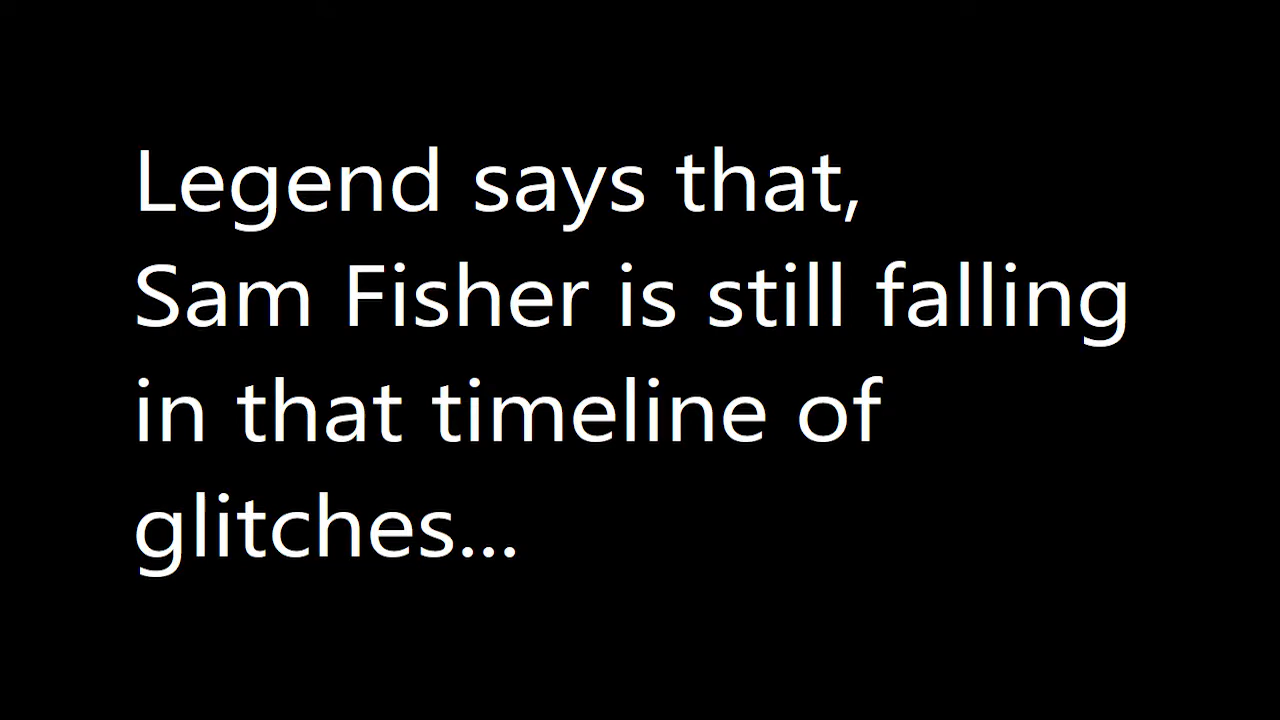 Legend says that,
Sam Fisher is still falling
in that timeline of
glitches...